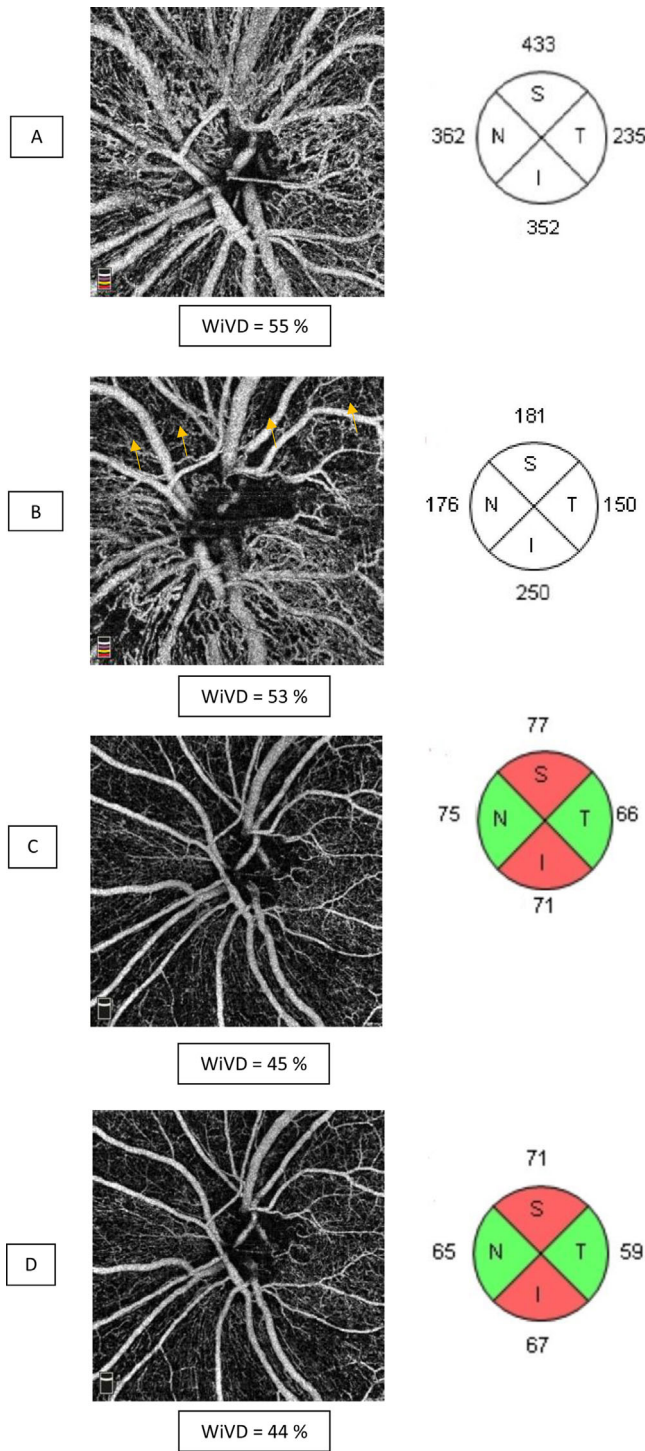 A
433
S
362 N T 235
I
352
WiVD = 55 %
B
181
S
176 N T 150
I
250
WiVD = 53 %
C
77
S
75 N T 66
I
71
WiVD = 45 %
D
71
S
65 N T 59
I
67
WiVD = 44 %